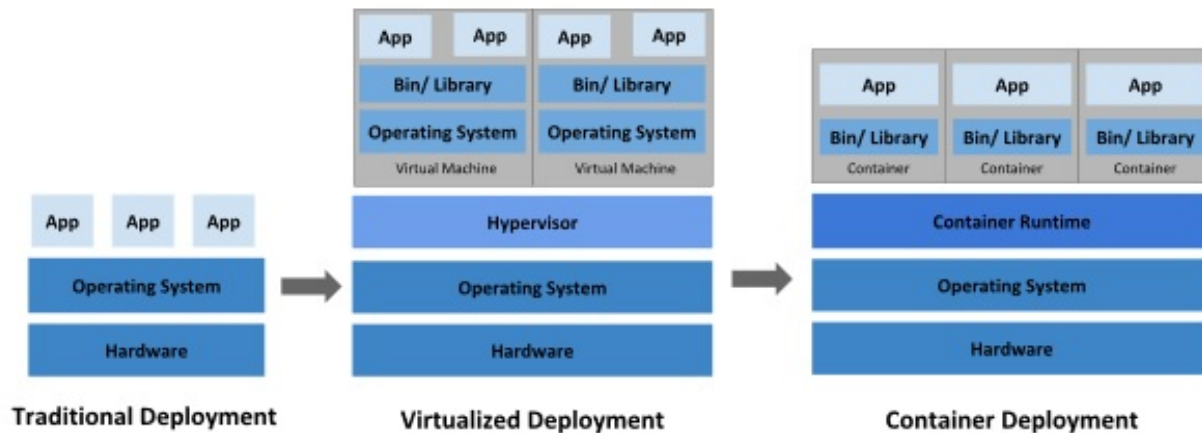 App App App
Operating System
Hardware
Traditional Deployment
App App App App
Bin/ Library Bin/ Library
Operating System Operating System
Virtual Machine Virtual Machine
Hypervisor
Operating System
Hardware
Virtualized Deployment
App App App
Bin/ Library Bin/ Library Bin/ Library
Container Container Container
Container Runtime
Operating System
Hardware
Container Deployment